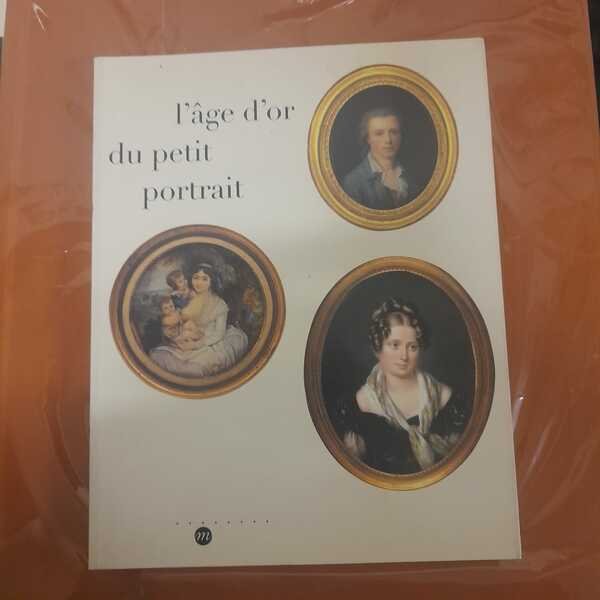 l'âge d'or
du petit
portrait
m